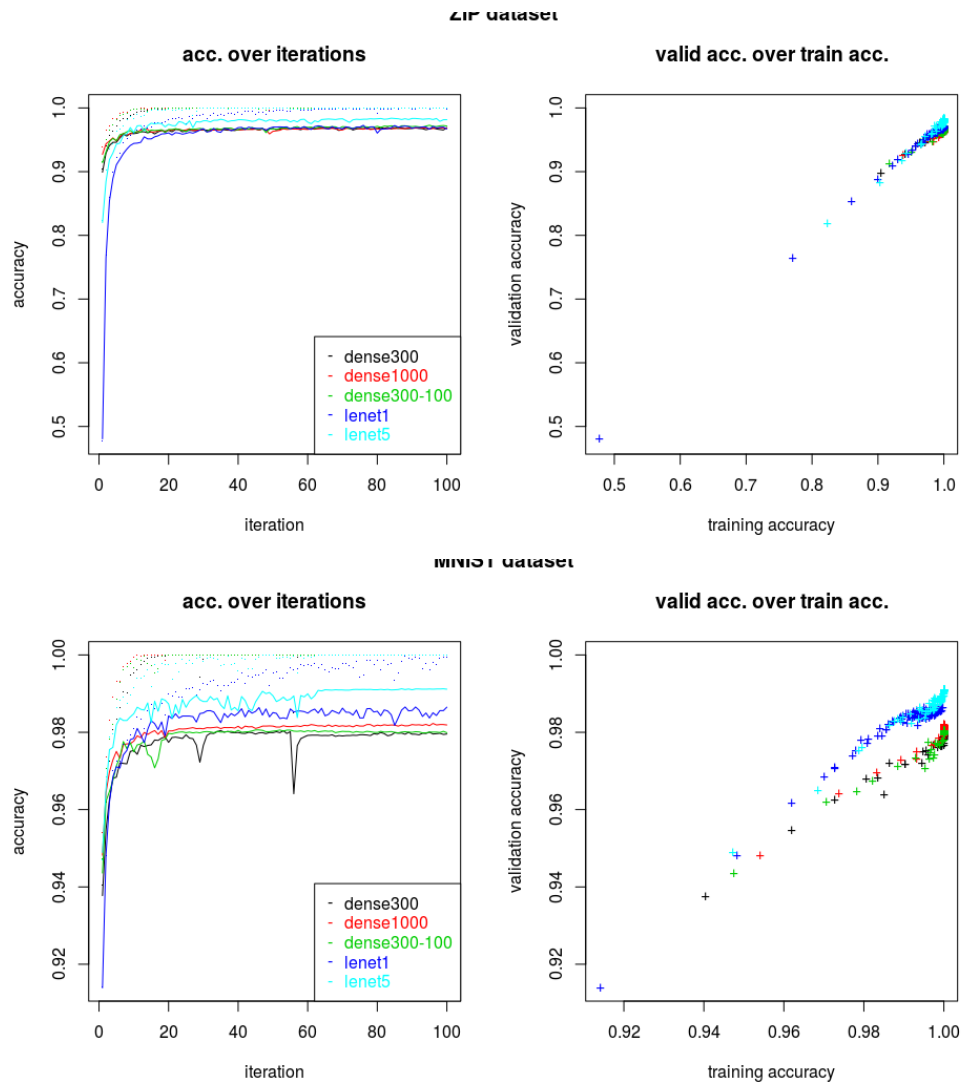 ZIP dataset
acc. over iterations
valid acc. over train acc.
accuracy
0.5 0.6 0.7 0.8 0.9 1.0
dense300
dense1000
dense300-100
lenet1
lenet5
0 20 40 60 80 100
iteration
validation accuracy
0.5 0.6 0.7 0.8 0.9 1.0
0.5 0.6 0.7 0.8 0.9 1.0
training accuracy
MNIST dataset
acc. over iterations
valid acc. over train acc.
accuracy
0.92 0.94 0.96 0.98 1.00
dense300
dense1000
dense300-100
lenet1
lenet5
0 20 40 60 80 100
iteration
validation accuracy
0.92 0.94 0.96 0.98 1.00
0.92 0.94 0.96 0.98 1.00
training accuracy